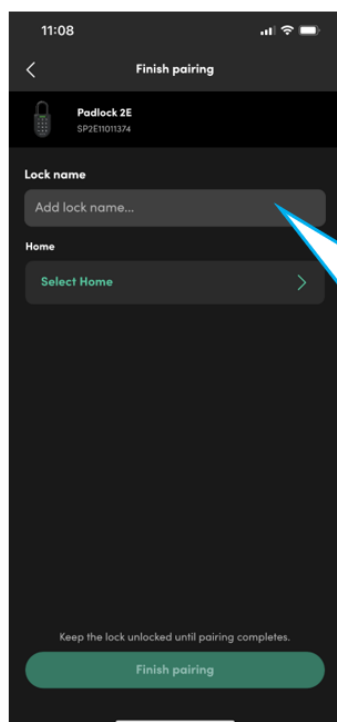 11:08
Finish pairing
Padlock 2E
SP2E11011374
Lock name
Add lock name...
Home
Select Home
Keep the lock unlocked until pairing completes.
Finish pairing